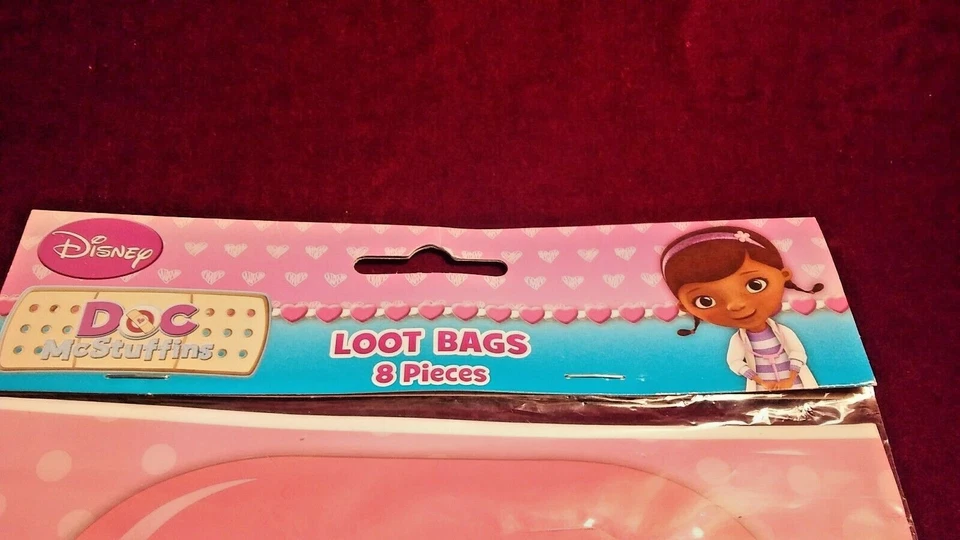 Disney
Doc
McStuffins
LOOT BAGS
8 Pieces